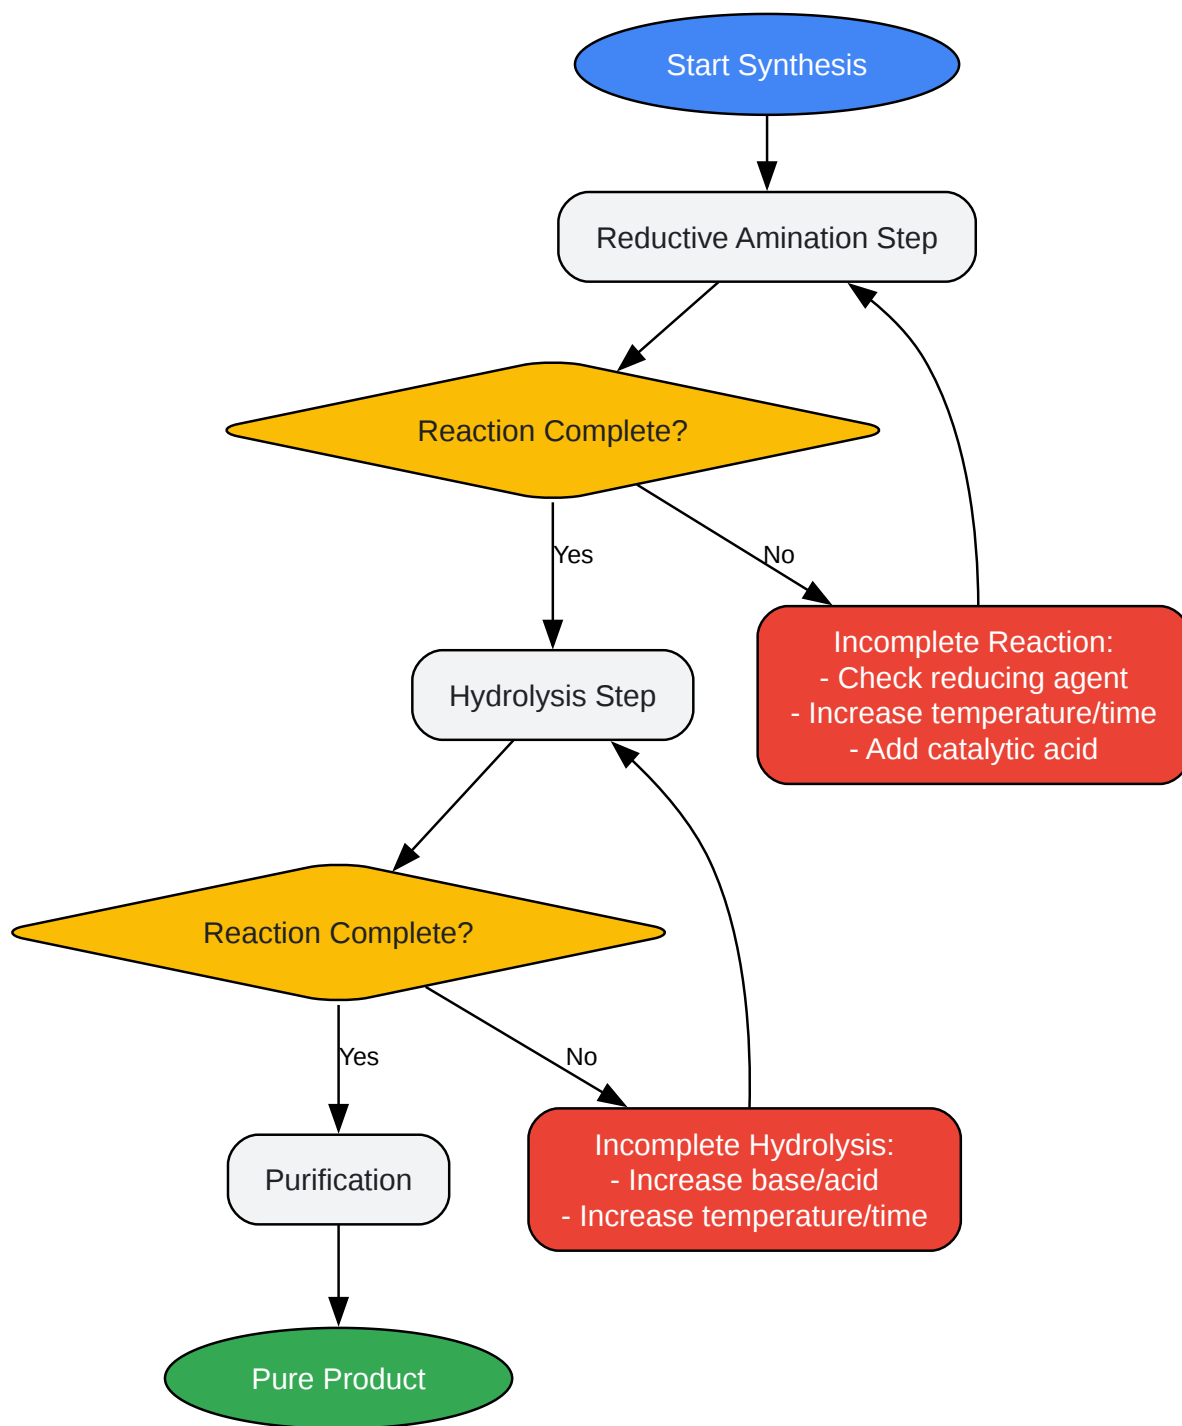 Start Synthesis
Reductive Amination Step
Reaction Complete?
Yes
No
Incomplete Reaction:
- Check reducing agent
- Increase temperature/time
- Add catalytic acid
Hydrolysis Step
Reaction Complete?
Yes
No
Incomplete Hydrolysis:
- Increase base/acid
- Increase temperature/time
Purification
Pure Product